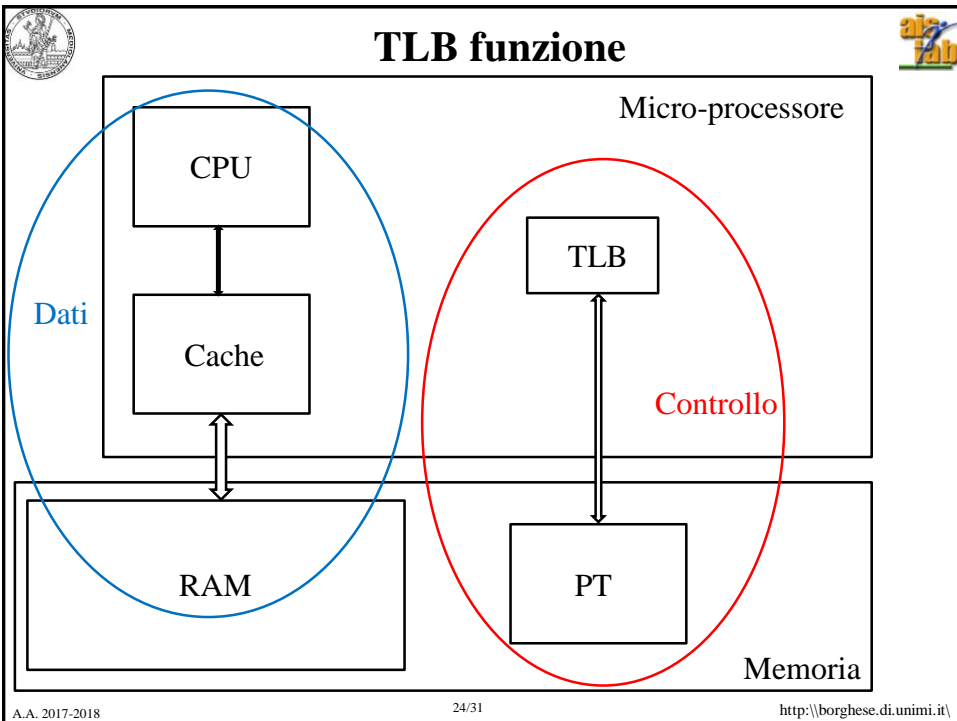 TLB funzione
Micro-processore
CPU
TLB
Dati
Cache
Controllo
RAM
PT
Memoria
A.A. 2017-2018
24/31
http:\\borghese.di.unimi.it\